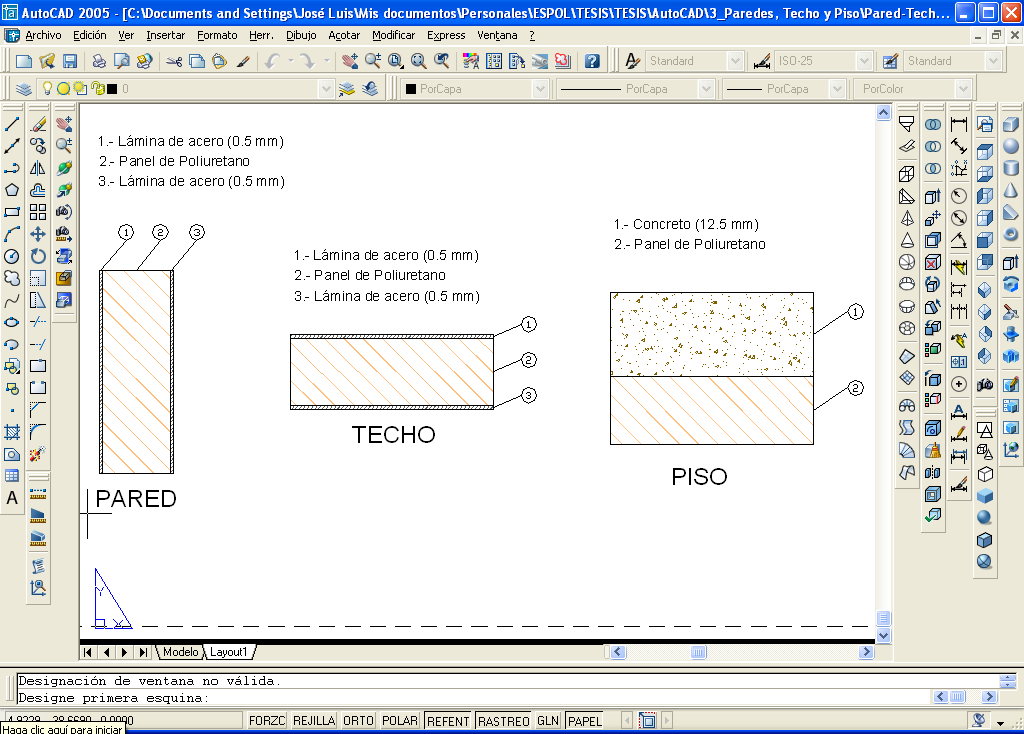 AutoCAD 2005 - [C:\Documents and Settings\José Luis\Mis documentos\Personales\ESPOL\TESIS\TESIS\AutoCAD\3_Paredes, Techo y Piso\Pared-Tech...
Archivo Edición Ver Insertar Formato Herr. Dibujo Acotar Modificar Express Ventana ?
Standard ISO-25 Standard
0 PorCapa PorCapa PorCapa PorColor
1.- Lámina de acero (0.5 mm)
2.- Panel de Poliuretano
3.- Lámina de acero (0.5 mm)
1 2 3
PARED
1.- Lámina de acero (0.5 mm)
2.- Panel de Poliuretano
3.- Lámina de acero (0.5 mm)
1
2
3
TECHO
1.- Concreto (12.5 mm)
2.- Panel de Poliuretano
1
2
PISO
Y
X
A
Modelo Layout1
Designación de ventana no válida.
Designe primera esquina:
FORZC REJILLA ORTO POLAR REFENT RASTREO GLN PAPEL
Haga clic aquí para iniciar